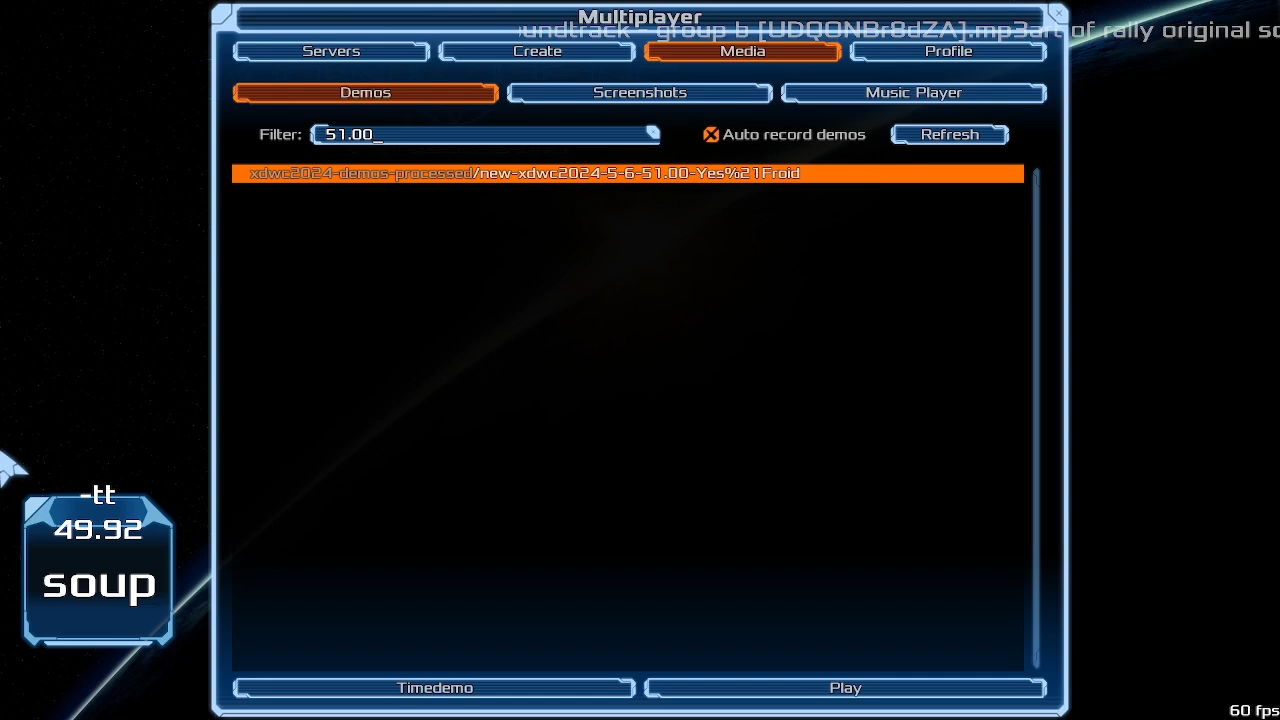 Multiplayer
oundtrack - group b [UDQONBr8dZA].mp3art of rally original so
Servers Create Media Profile
Demos Screenshots Music Player
Filter: 51.00_ Auto record demos Refresh
xdwc2024-demos-processed/new-xdwc2024-5-6-51.00-Yes%21Froid
-tt
49.92
soup
Timedemo Play
60 fps